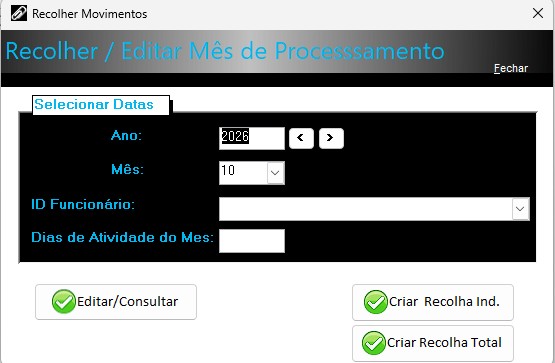 Recolher Movimentos
Recolher / Editar Mês de Processsamento
Fechar
Selecionar Datas
Ano: 2026 < >
Mês: 10
ID Funcionário:
Dias de Atividade do Mes:
Editar/Consultar
Criar Recolha Ind.
Criar Recolha Total